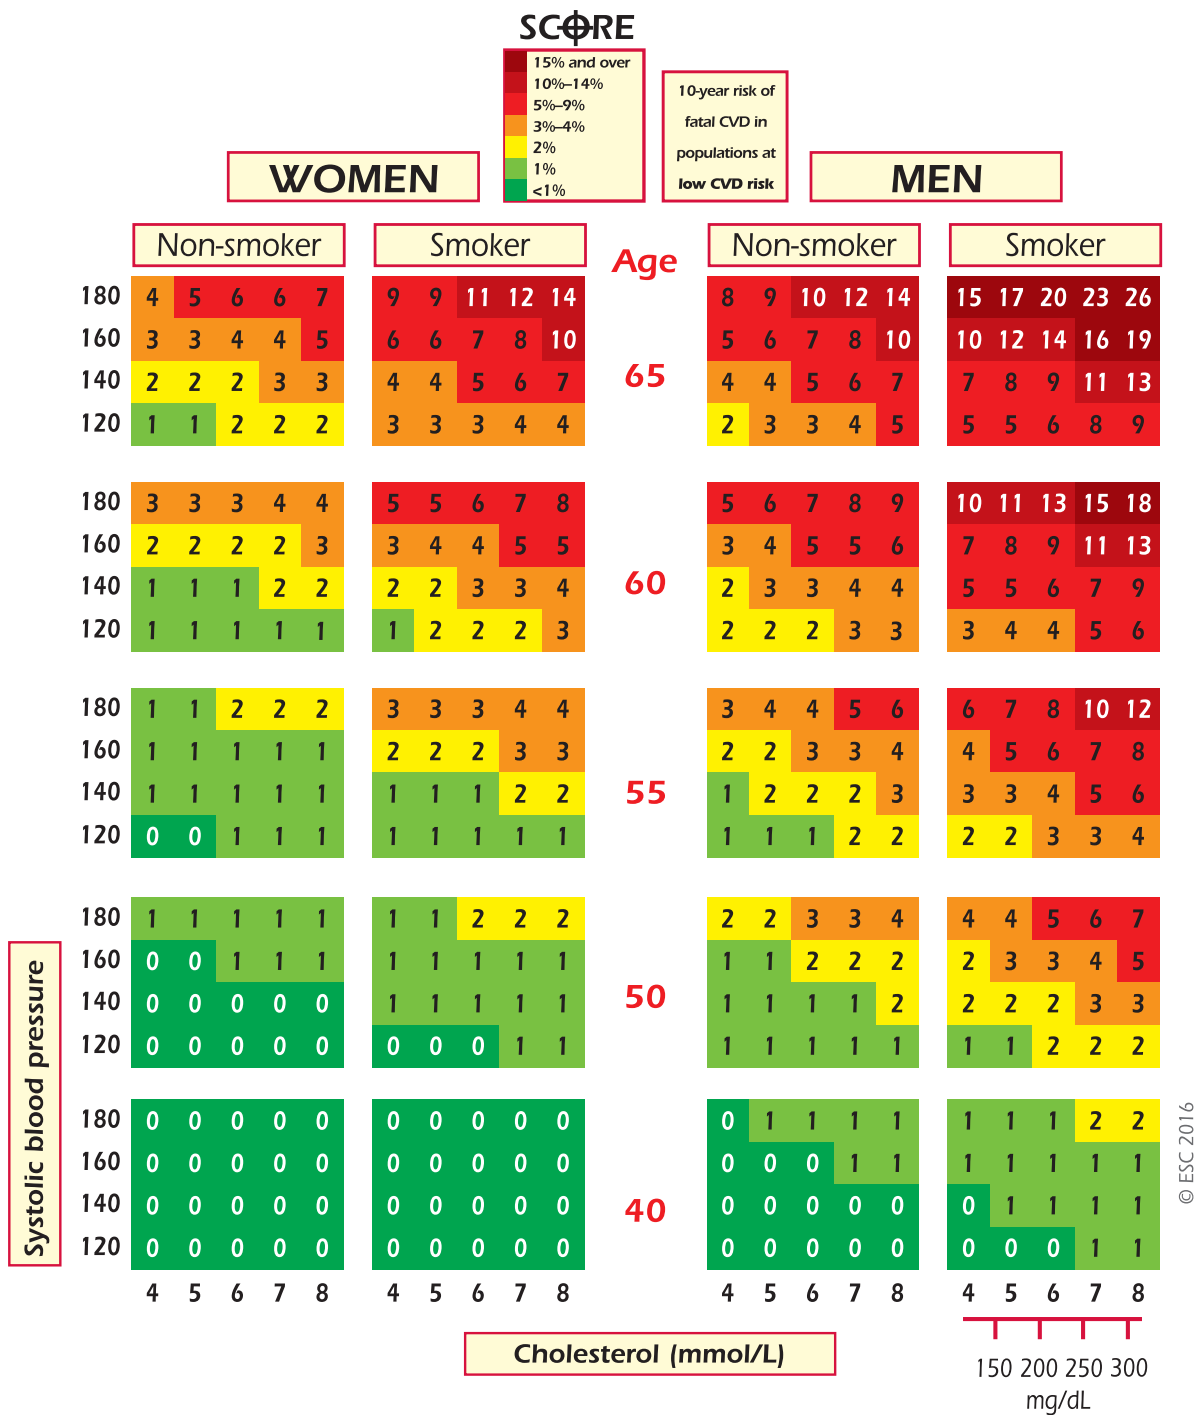 SCORE
15% and over
10%–14%
5%–9%
3%–4%
2%
1%
<1%
10-year risk of
fatal CVD in
populations at
low CVD risk
WOMEN
MEN
Non-smoker Smoker Age Non-smoker Smoker
180 4 5 6 6 7 9 9 11 12 14 8 9 10 12 14 15 17 20 23 26
160 3 3 4 4 5 6 6 7 8 10 5 6 7 8 10 10 12 14 16 19
65
140 2 2 2 3 3 4 4 5 6 7 4 4 5 6 7 7 8 9 11 13
120 1 1 2 2 2 3 3 3 4 4 2 3 3 4 5 5 5 6 8 9
180 3 3 3 4 4 5 5 6 7 8 5 6 7 8 9 10 11 13 15 18
160 2 2 2 2 3 3 4 4 5 5 3 4 5 5 6 7 8 9 11 13
60
140 1 1 1 2 2 2 2 3 3 4 2 3 3 4 4 5 5 6 7 9
120 1 1 1 1 1 1 2 2 2 3 2 2 2 3 3 3 4 4 5 6
180 1 1 2 2 2 3 3 3 4 4 3 4 4 5 6 6 7 8 10 12
160 1 1 1 1 1 2 2 2 3 3 2 2 3 3 4 4 5 6 7 8
55
140 1 1 1 1 1 1 1 1 2 2 1 2 2 2 3 3 3 4 5 6
120 0 0 1 1 1 1 1 1 1 1 1 1 1 2 2 2 2 3 3 4
180 1 1 1 1 1 1 1 2 2 2 2 2 3 3 4 4 4 5 6 7
160 0 0 1 1 1 1 1 1 1 1 1 1 2 2 2 2 3 3 4 5
50
140 0 0 0 0 0 1 1 1 1 1 1 1 1 1 2 2 2 2 3 3
120 0 0 0 0 0 0 0 0 1 1 1 1 1 1 1 1 1 2 2 2
180 0 0 0 0 0 0 0 0 0 0 0 1 1 1 1 1 1 1 2 2
160 0 0 0 0 0 0 0 0 0 0 0 0 0 1 1 1 1 1 1 1
40
140 0 0 0 0 0 0 0 0 0 0 0 0 0 0 0 0 1 1 1 1
120 0 0 0 0 0 0 0 0 0 0 0 0 0 0 0 0 0 0 1 1
4 5 6 7 8 4 5 6 7 8 4 5 6 7 8 4 5 6 7 8
Systolic blood pressure
Cholesterol (mmol/L)
150 200 250 300
mg/dL
© ESC 2016